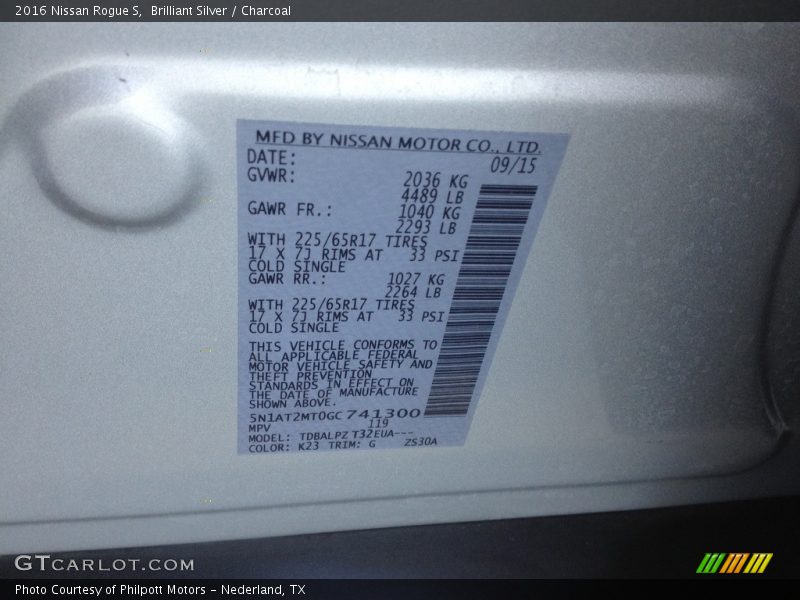 2016 Nissan Rogue S,  Brilliant Silver / Charcoal
MFD BY NISSAN MOTOR CO., LTD.
DATE: 09/15
GVWR: 2036 KG
4489 LB
GAWR FR.: 1040 KG
2293 LB
WITH 225/65R17 TIRES
17 X 7J RIMS AT 33 PSI
COLD SINGLE
GAWR RR.: 1027 KG
2264 LB
WITH 225/65R17 TIRES
17 X 7J RIMS AT 33 PSI
COLD SINGLE
THIS VEHICLE CONFORMS TO
ALL APPLICABLE FEDERAL
MOTOR VEHICLE SAFETY AND
THEFT PREVENTION
STANDARDS IN EFFECT ON
THE DATE OF MANUFACTURE
SHOWN ABOVE.
5N1AT2MT0GC741300
MPV 119
MODEL: TDBALPZ T32EUA---
COLOR: K23 TRIM: G ZS30A
GTCARLOT.COM
Photo Courtesy of Philpott Motors - Nederland, TX